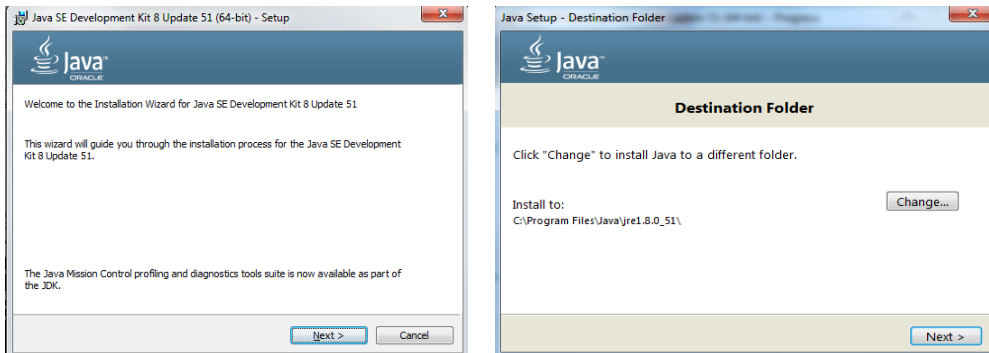 Java SE Development Kit 8 Update 51 (64-bit) - Setup
Java™
ORACLE
Welcome to the Installation Wizard for Java SE Development Kit 8 Update 51
This wizard will guide you through the installation process for the Java SE Development
Kit 8 Update 51.
The Java Mission Control profiling and diagnostics tools suite is now available as part of
the JDK.
Next >
Cancel
Java Setup - Destination Folder
Java™
ORACLE
Destination Folder
Click "Change" to install Java to a different folder.
Install to:
Change...
C:\Program Files\Java\jre1.8.0_51\
Next >